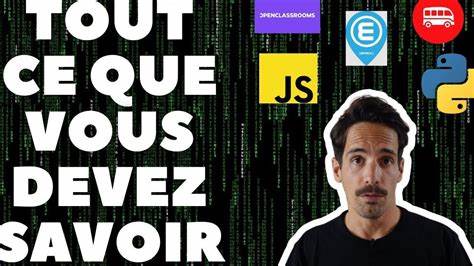 TOUT
CE QUE
VOUS
DEVEZ
SAVOIR
OPENCLASSROOMS
E
JS